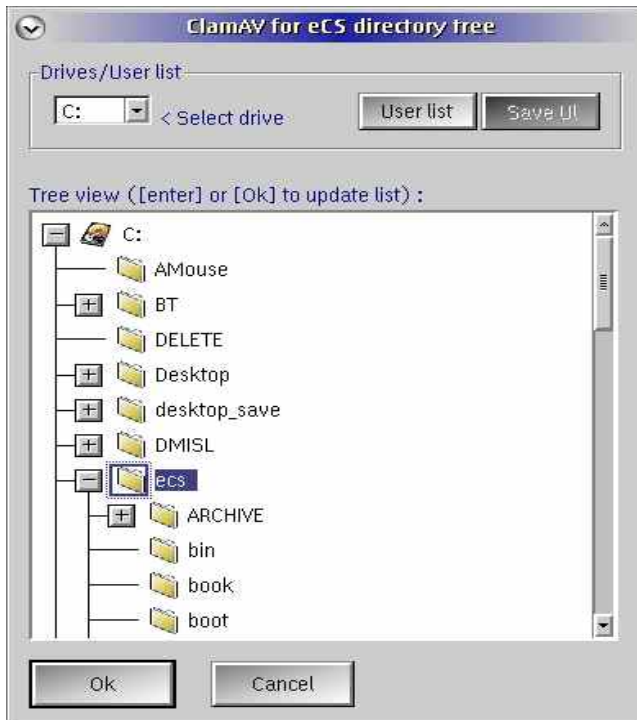 ClamAV for eCS directory tree
Drives/User list
C: < Select drive User list Save Ul
Tree view ([enter] or [Ok] to update list) :
C:
AMouse
BT
DELETE
Desktop
desktop_save
DMISL
ecs
ARCHIVE
bin
book
boot
Ok Cancel